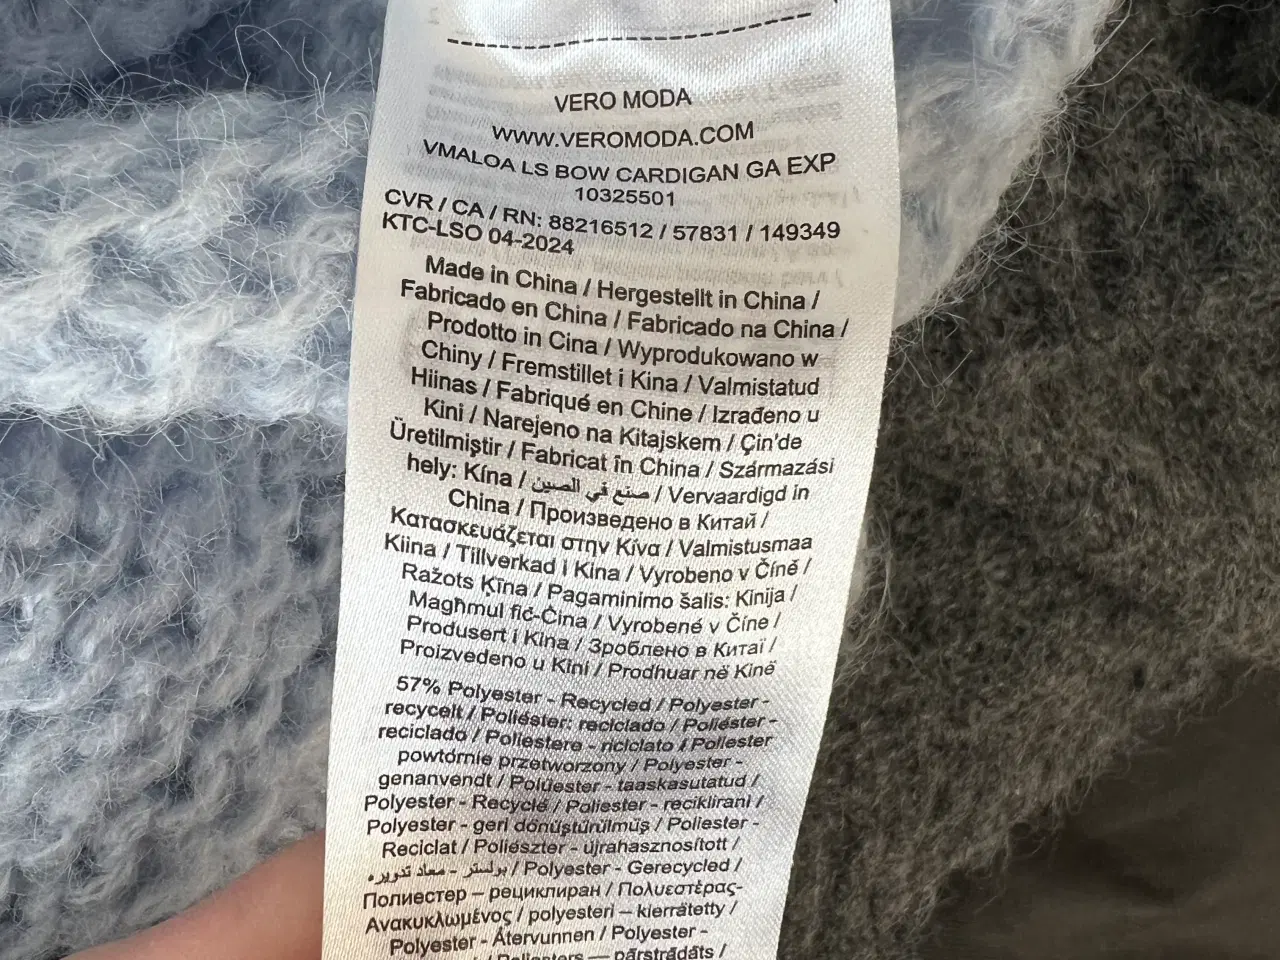 VERO MODA
WWW.VEROMODA.COM
VMALOA LS BOW CARDIGAN GA EXP
10325501
CVR / CA / RN: 88216512 / 57831 / 149349
KTC-LSO 04-2024
Made in China / Hergestellt in China /
Fabricado en China / Fabricado na China /
Prodotto in Cina / Wyprodukowano w
Chiny / Fremstillet i Kina / Valmistatud
Hiinas / Fabriqué en Chine / Izrađeno u
Kini / Narejeno na Kitajskem / Çin'de
Üretilmiştir / Fabricat în China / Származási
hely: Kína / صنع في الصين / Vervaardigd in
China / Произведено в Китай /
Κατασκευάζεται στην Κίνα / Valmistusmaa
Kiina / Tillverkad i Kina / Vyrobeno v Číně /
Ražots Ķīna / Pagaminimo šalis: Kinija /
Magħmul fiċ-Ċina / Vyrobené v Číne /
Produsert i Kina / Зроблено в Китаї /
Proizvedeno u Kini / Prodhuar në Kinë
57% Polyester - Recycled / Polyester -
recycelt / Poliéster: reciclado / Poliéster -
reciclado / Poliestere - riciclato / Poliester
powtórnie przetworzony / Polyester -
genanvendt / Polüester - taaskasutatud /
Polyester - Recyclé / Poliester - reciklirani /
Polyester - geri dönüştürülmüş / Poliester -
Reciclat / Poliészter - újrahasznosított /
بولستر - معاد تدويره / Polyester - Gerecycled /
Полиестер – рециклиран / Πολυεστέρας-
Ανακυκλωμένος / polyesteri – kierrätetty /
Polyester - Återvunnen / Polyester -
Poliesters — pārstrādāts /